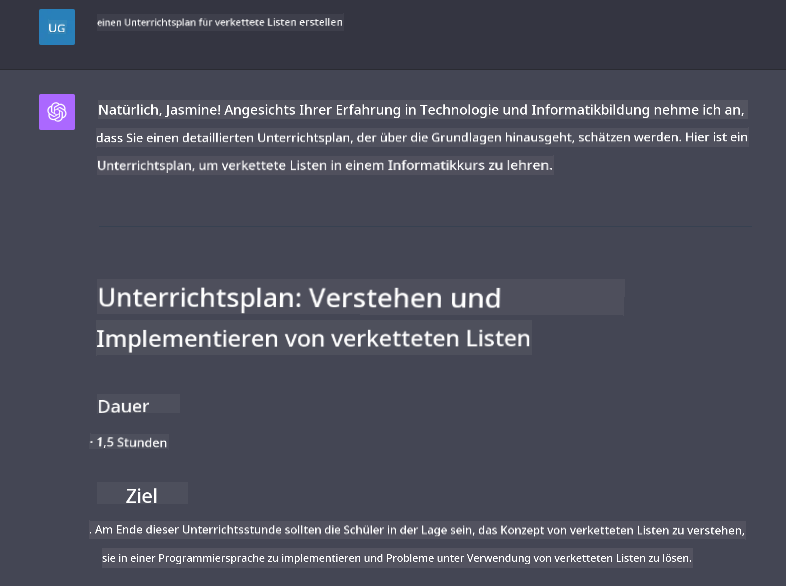 UG
einen Unterrichtsplan für verkettete Listen erstellen
Natürlich, Jasmine! Angesichts Ihrer Erfahrung in Technologie und Informatikbildung nehme ich an,
dass Sie einen detaillierten Unterrichtsplan, der über die Grundlagen hinausgeht, schätzen werden. Hier ist ein
Unterrichtsplan, um verkettete Listen in einem Informatikkurs zu lehren.
Unterrichtsplan: Verstehen und
Implementieren von verketteten Listen
Dauer
· 1,5 Stunden
Ziel
. Am Ende dieser Unterrichtsstunde sollten die Schüler in der Lage sein, das Konzept von verketteten Listen zu verstehen,
sie in einer Programmiersprache zu implementieren und Probleme unter Verwendung von verketteten Listen zu lösen.